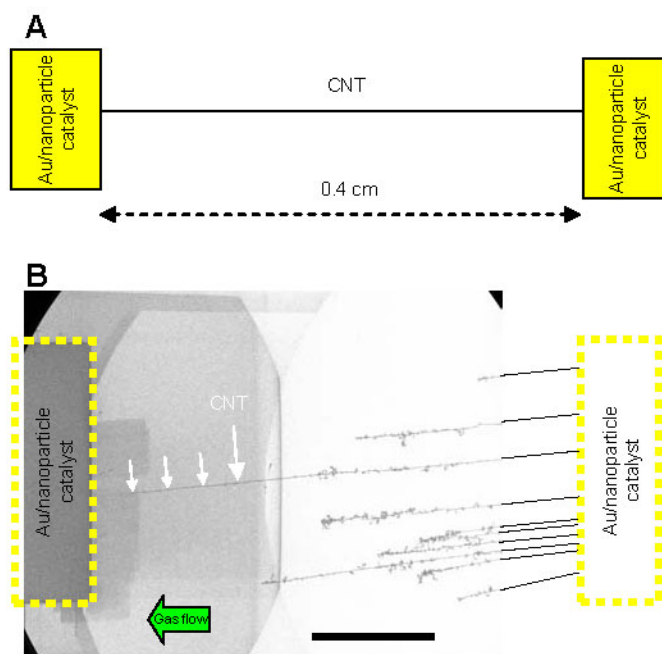 A
Au/nanoparticle
catalyst
CNT
Au/nanoparticle
catalyst
0.4 cm
B
Au/nanoparticle
catalyst
CNT
Au/nanoparticle
catalyst
Gas flow